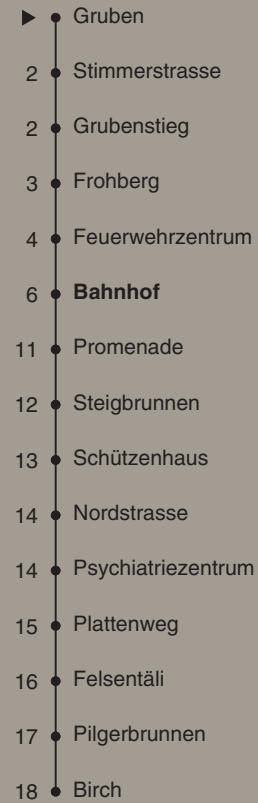 Gruben
2 Stimmerstrasse
2 Grubenstieg
3 Frohberg
4 Feuerwehrzentrum
6 Bahnhof
11 Promenade
12 Steigbrunnen
13 Schützenhaus
14 Nordstrasse
14 Psychiatriezentrum
15 Plattenweg
16 Felsentäli
17 Pilgerbrunnen
18 Birch